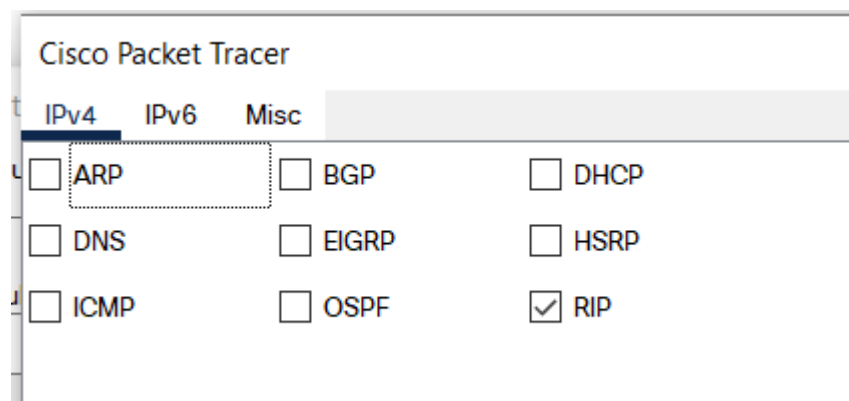 Cisco Packet Tracer
IPv4 IPv6 Misc
ARP BGP DHCP
DNS EIGRP HSRP
ICMP OSPF RIP